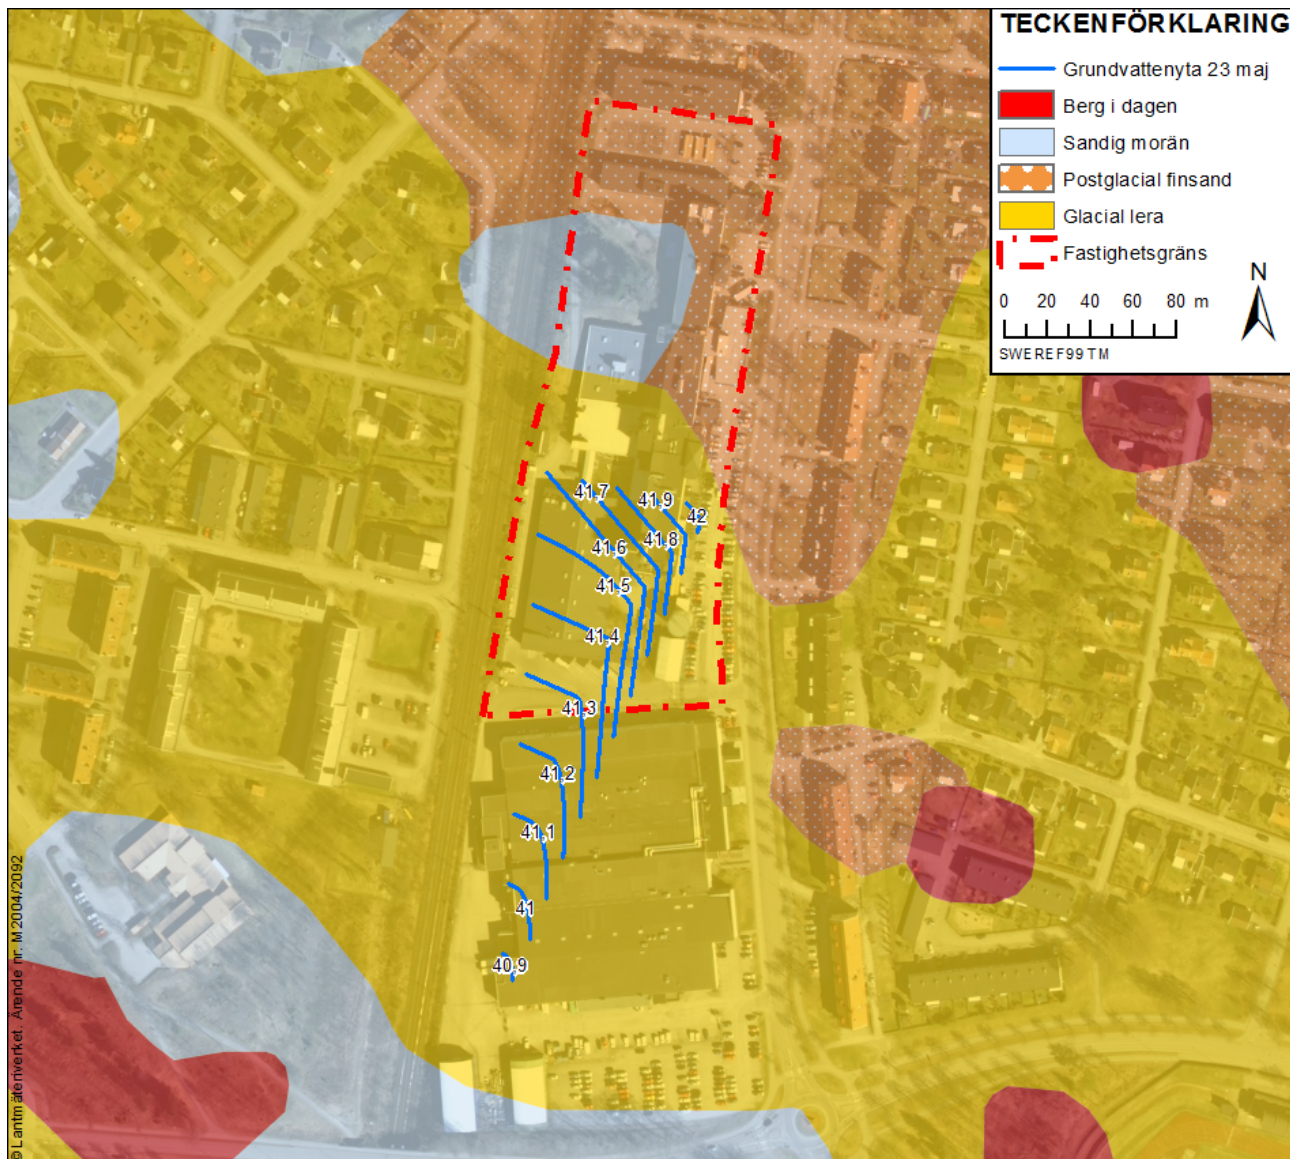 TECKENFÖRKLARING
Grundvattenyta 23 maj
Berg i dagen
Sandig morän
Postglacial finsand
Glacial lera
Fastighetsgräns
0 20 40 60 80 m
SWEREF99 TM
N
41,7
41,9
42
41,8
41,6
41,5
41,4
41,3
41,2
41,1
41
40,9
© Lantmäteriverket. Ärende nr. M2004/2092